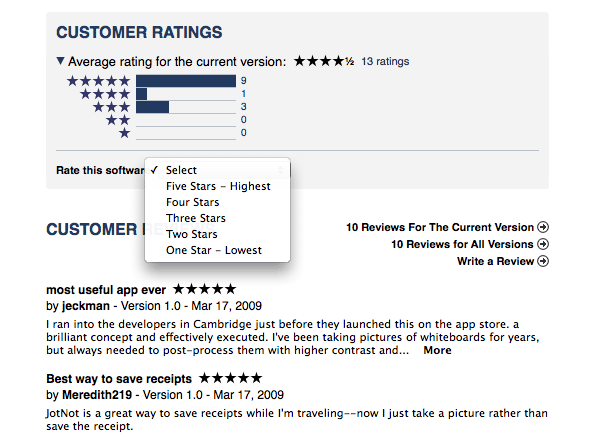 CUSTOMER RATINGS
▼ Average rating for the current version: ★★★★½ 13 ratings
★★★★★ 9
★★★★ 1
★★★ 3
★★ 0
★ 0
Rate this softwar
✓ Select
Five Stars – Highest
Four Stars
Three Stars
Two Stars
One Star – Lowest
CUSTOMER R
10 Reviews For The Current Version
10 Reviews for All Versions
Write a Review
most useful app ever ★★★★★
by jeckman - Version 1.0 - Mar 17, 2009
I ran into the developers in Cambridge just before they launched this on the app store. a
brilliant concept and effectively executed. I've been taking pictures of whiteboards for years,
but always needed to post-process them with higher contrast and... More
Best way to save receipts ★★★★★
by Meredith219 - Version 1.0 - Mar 17, 2009
JotNot is a great way to save receipts while I'm traveling--now I just take a picture rather than
save the receipt.